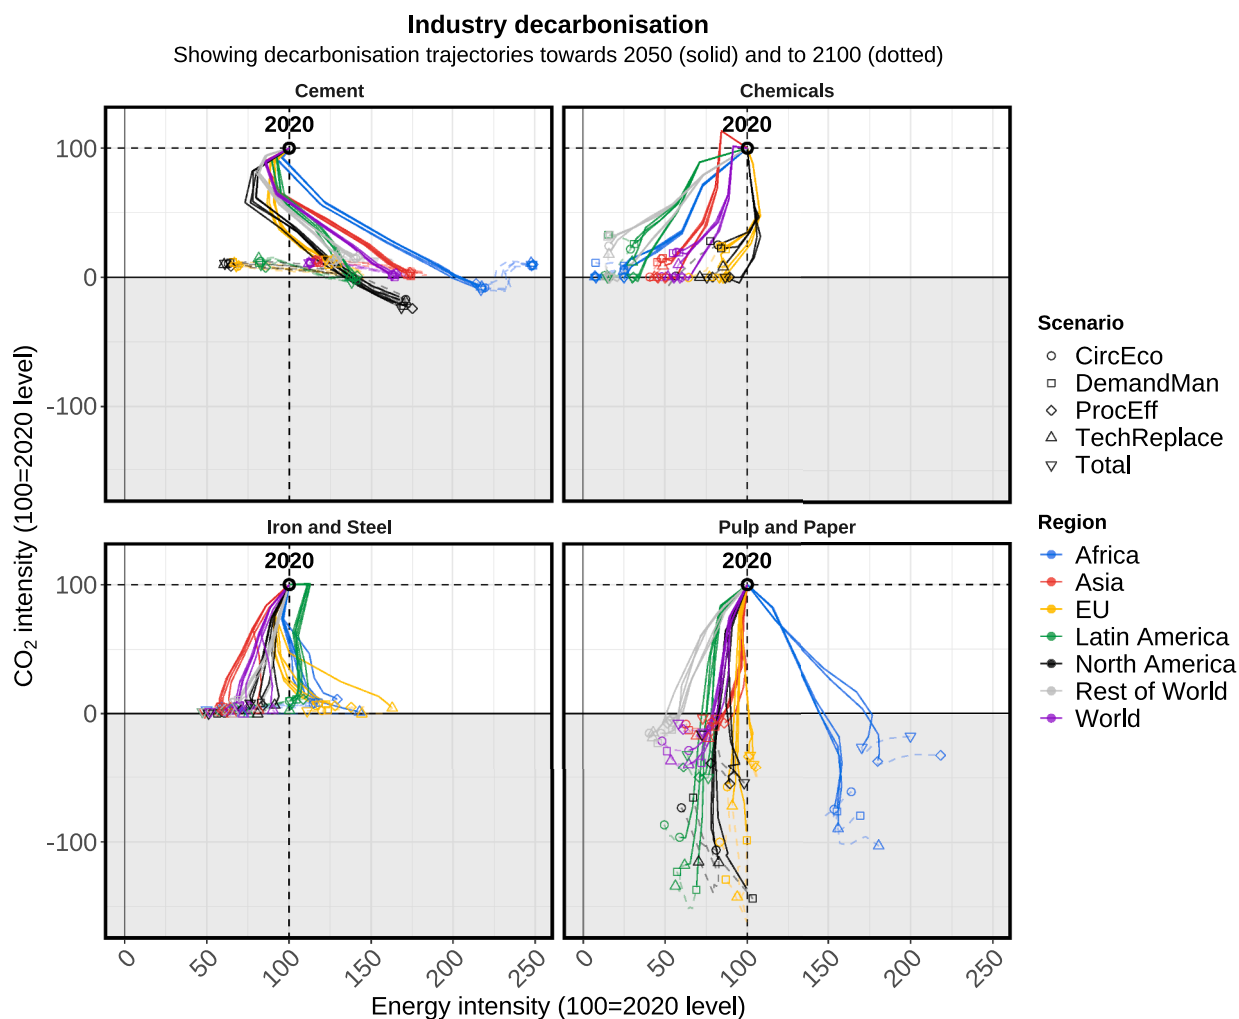 Industry decarbonisation
Showing decarbonisation trajectories towards 2050 (solid) and to 2100 (dotted)
Cement
Chemicals
2020
2020
100
0
-100
Iron and Steel
Pulp and Paper
2020
2020
100
0
-100
0
50
100
150
200
250
0
50
100
150
200
250
Energy intensity (100=2020 level)
CO₂ intensity (100=2020 level)
Scenario
CircEco
DemandMan
ProcEff
TechReplace
Total
Region
Africa
Asia
EU
Latin America
North America
Rest of World
World